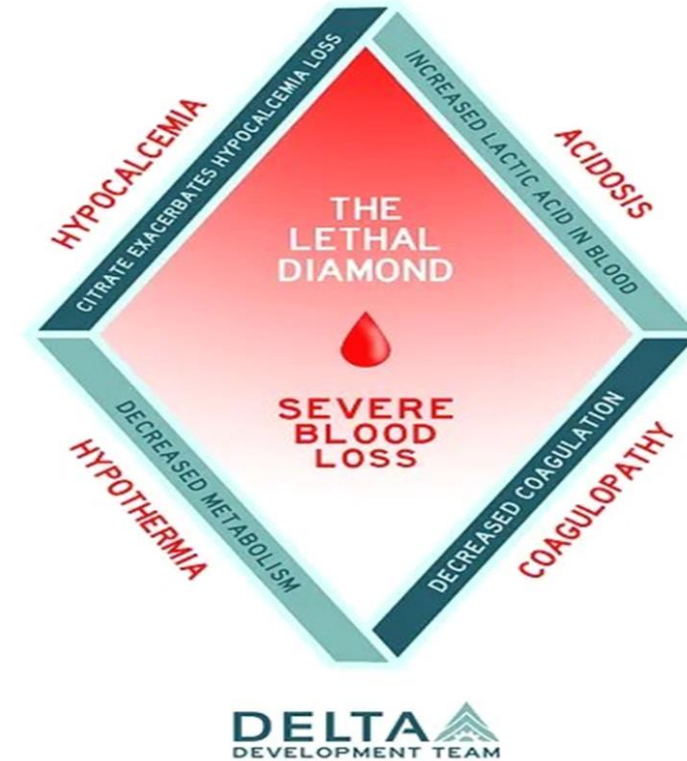 HYPOCALCEMIA
CITRATE EXACERBATES HYPOCALCEMIA LOSS
INCREASED LACTIC ACID IN BLOOD
ACIDOSIS
THE
LETHAL
DIAMOND
SEVERE
BLOOD
LOSS
HYPOTHERMIA
DECREASED METABOLISM
DECREASED COAGULATION
COAGULOPATHY
DELTA
DEVELOPMENT TEAM